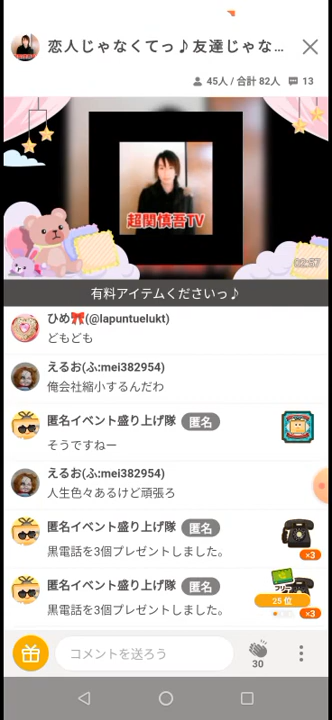 恋人じゃなくてっ♪友達じゃな...
45人 / 合計 82人 13
超関慎吾TV
02:57
有料アイテムくださいっ♪
ひめ🎀(@lapuntuelukt)
どもども
えるお(ふ:mei382954)
俺会社縮小するんだわ
匿名イベント盛り上げ隊 匿名
そうですねー
えるお(ふ:mei382954)
人生色々あるけど頑張ろ
匿名イベント盛り上げ隊 匿名
黒電話を3個プレゼントしました。
×3
匿名イベント盛り上げ隊 匿名
25 位
黒電話を3個プレゼントしました。
×3
コメントを送ろう
30